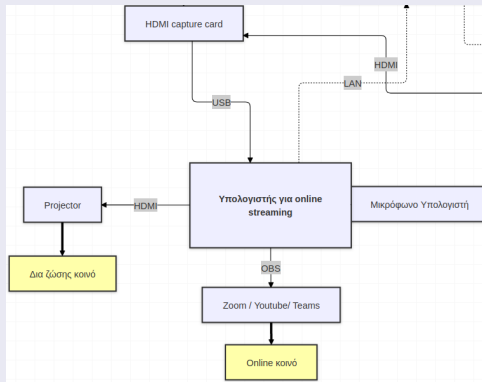 HDMI capture card
HDMI
LAN
USB
Υπολογιστής για online
streaming
Μικρόφωνο Υπολογιστή
Projector
HDMI
Δια ζώσης κοινό
OBS
Zoom / Youtube/ Teams
Online κοινό